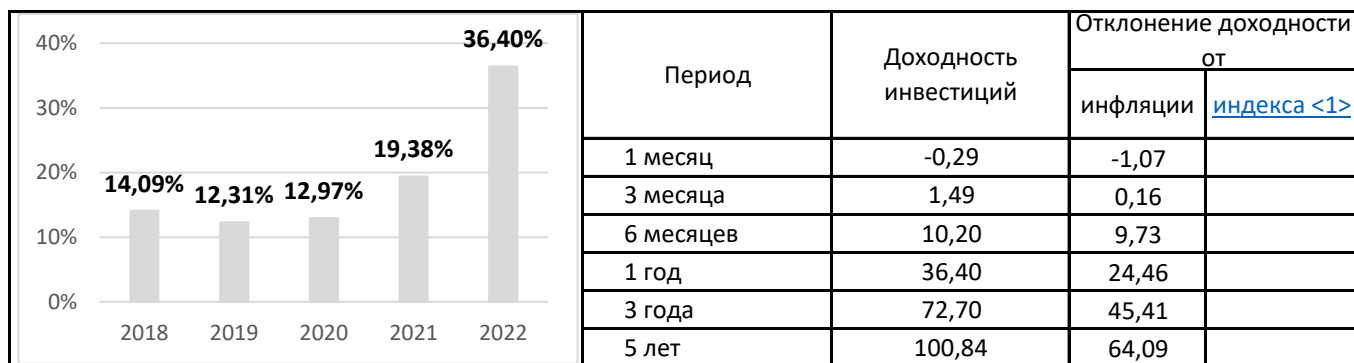 40%
30%
20%
10%
0%
14,09%
12,31%
12,97%
19,38%
36,40%
2018 2019 2020 2021 2022
Период
Доходность
инвестиций
Отклонение доходности
от
инфляции
индекса <1>
1 месяц -0,29 -1,07
3 месяца 1,49 0,16
6 месяцев 10,20 9,73
1 год 36,40 24,46
3 года 72,70 45,41
5 лет 100,84 64,09